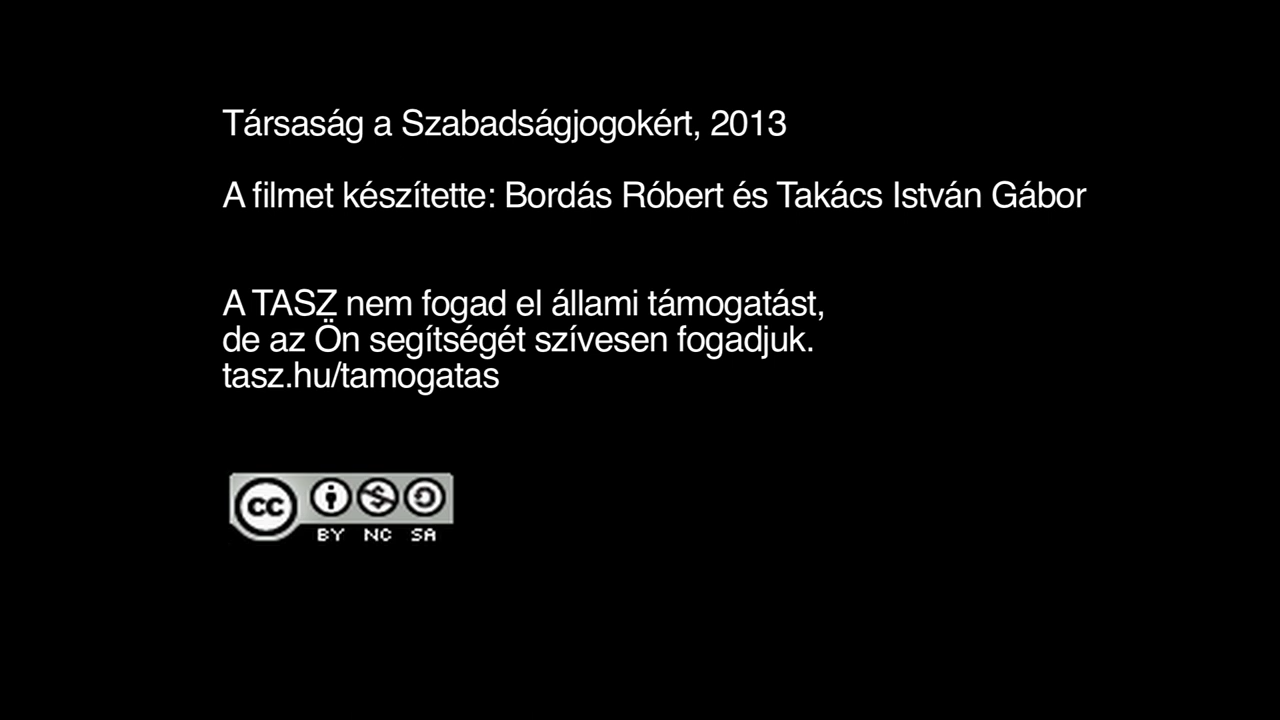 Társaság a Szabadságjogokért, 2013
A filmet készítette: Bordás Róbert és Takács István Gábor
A TASZ nem fogad el állami támogatást,
de az Ön segítségét szívesen fogadjuk.
tasz.hu/tamogatas
CC
BY NC SA